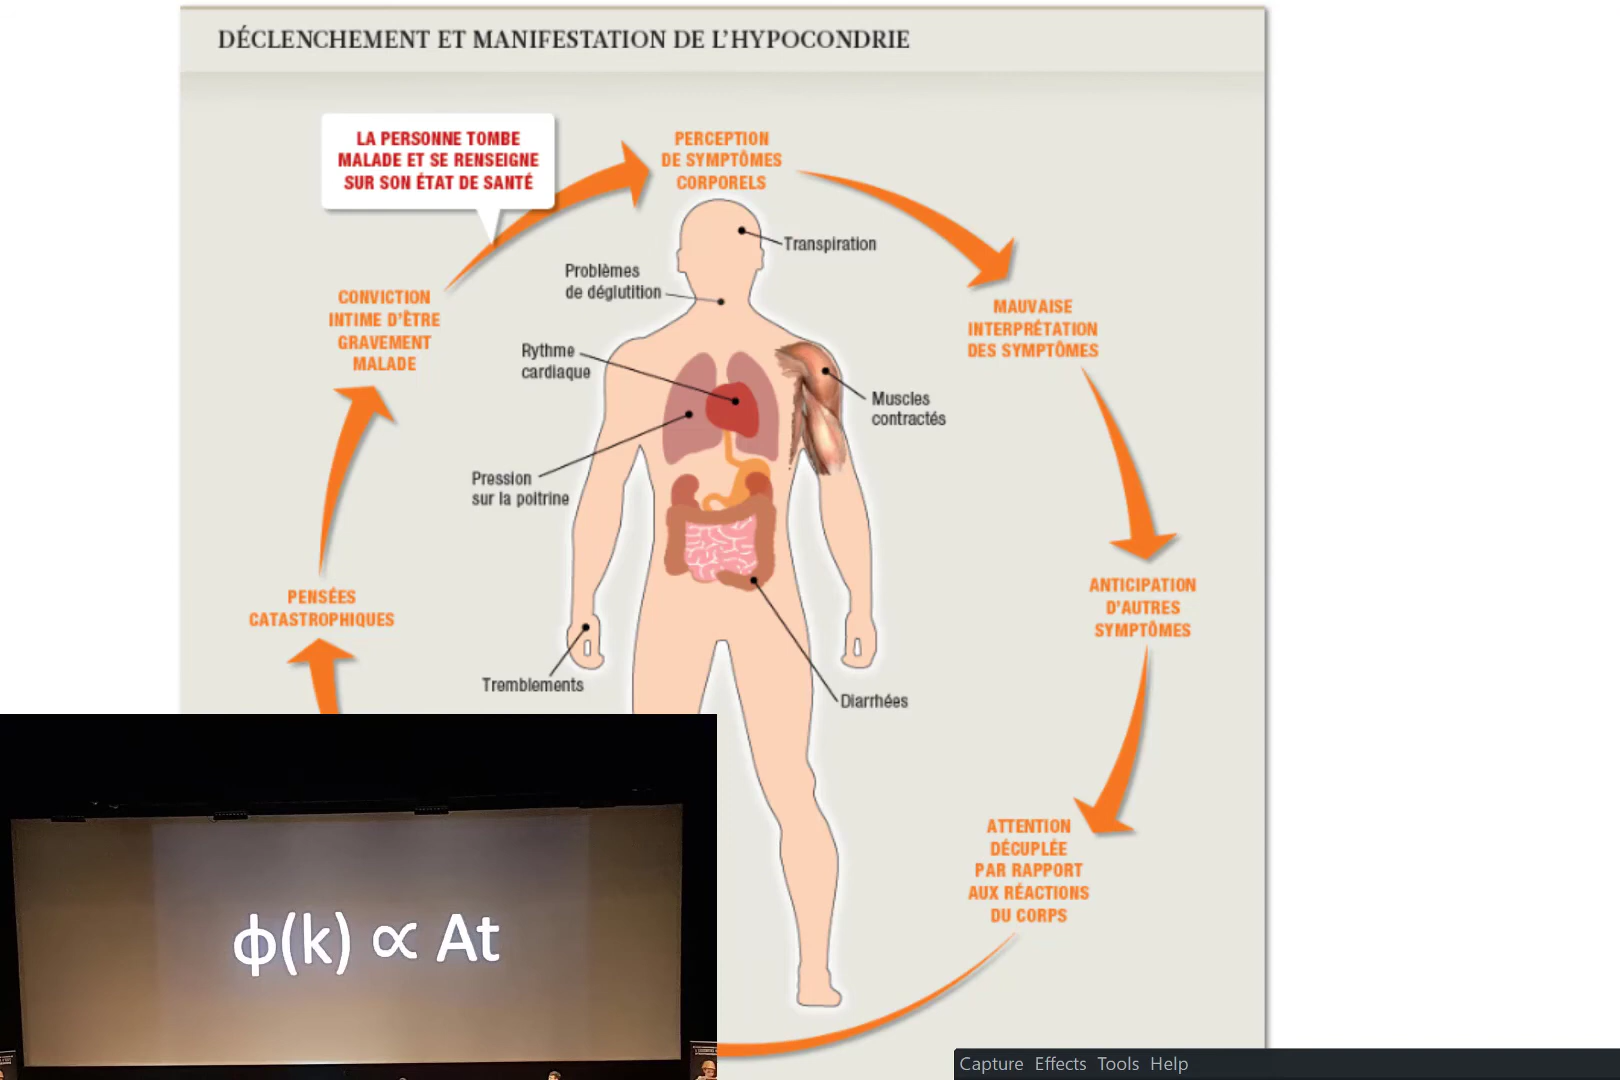 DÉCLENCHEMENT ET MANIFESTATION DE L’HYPOCONDRIE
LA PERSONNE TOMBE
MALADE ET SE RENSEIGNE
SUR SON ÉTAT DE SANTÉ
PERCEPTION
DE SYMPTÔMES
CORPORELS
Transpiration
Problèmes
de déglutition
CONVICTION
INTIME D’ÊTRE
GRAVEMENT
MALADE
MAUVAISE
INTERPRÉTATION
DES SYMPTÔMES
Rythme
cardiaque
Muscles
contractés
Pression
sur la poitrine
PENSÉES
CATASTROPHIQUES
ANTICIPATION
D’AUTRES
SYMPTÔMES
Tremblements
Diarrhées
ATTENTION
DÉCUPLÉE
PAR RAPPORT
AUX RÉACTIONS
DU CORPS
ϕ(k) ∝ At
Capture Effects Tools Help